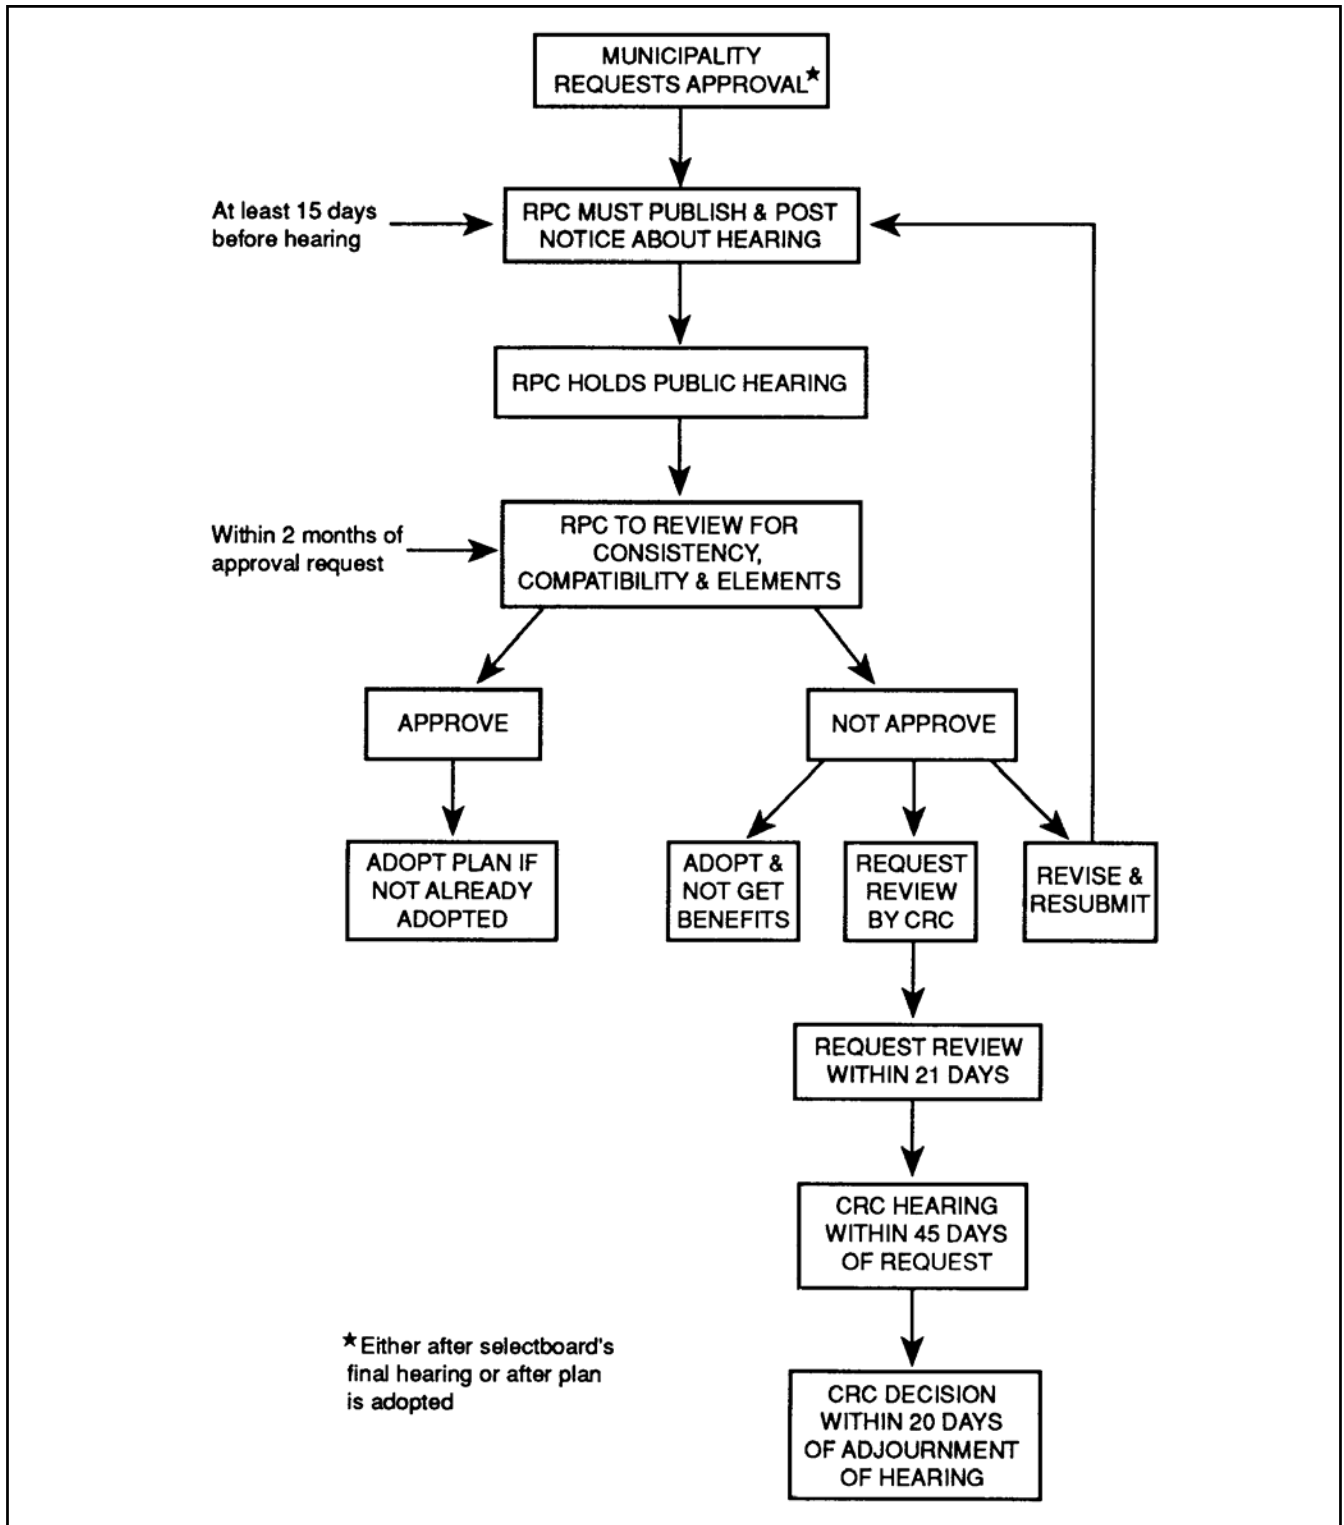 MUNICIPALITY
REQUESTS APPROVAL★
At least 15 days
before hearing
RPC MUST PUBLISH & POST
NOTICE ABOUT HEARING
RPC HOLDS PUBLIC HEARING
Within 2 months of
approval request
RPC TO REVIEW FOR
CONSISTENCY,
COMPATIBILITY & ELEMENTS
APPROVE
NOT APPROVE
ADOPT PLAN IF
NOT ALREADY
ADOPTED
ADOPT &
NOT GET
BENEFITS
REQUEST
REVIEW
BY CRC
REVISE &
RESUBMIT
REQUEST REVIEW
WITHIN 21 DAYS
CRC HEARING
WITHIN 45 DAYS
OF REQUEST
★ Either after selectboard's
final hearing or after plan
is adopted
CRC DECISION
WITHIN 20 DAYS
OF ADJOURNMENT
OF HEARING